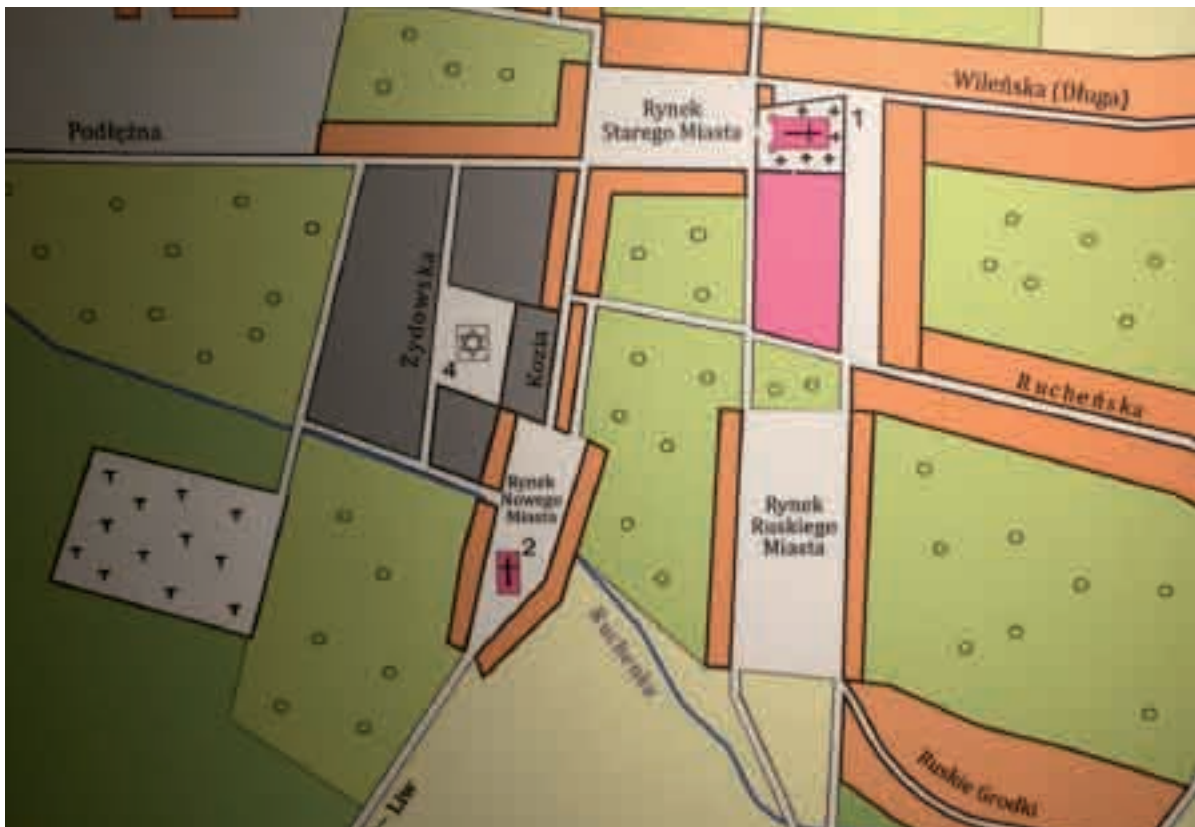 Wileńska (Długa)
Rynek
Starego Miasta
1
Podłężna
Żydowska
4
Kozia
Rucheńska
Rynek
Nowego
Miasta
2
Rynek
Ruskiego
Miasta
Ruchenka
Ruskie Grodki
– Liw